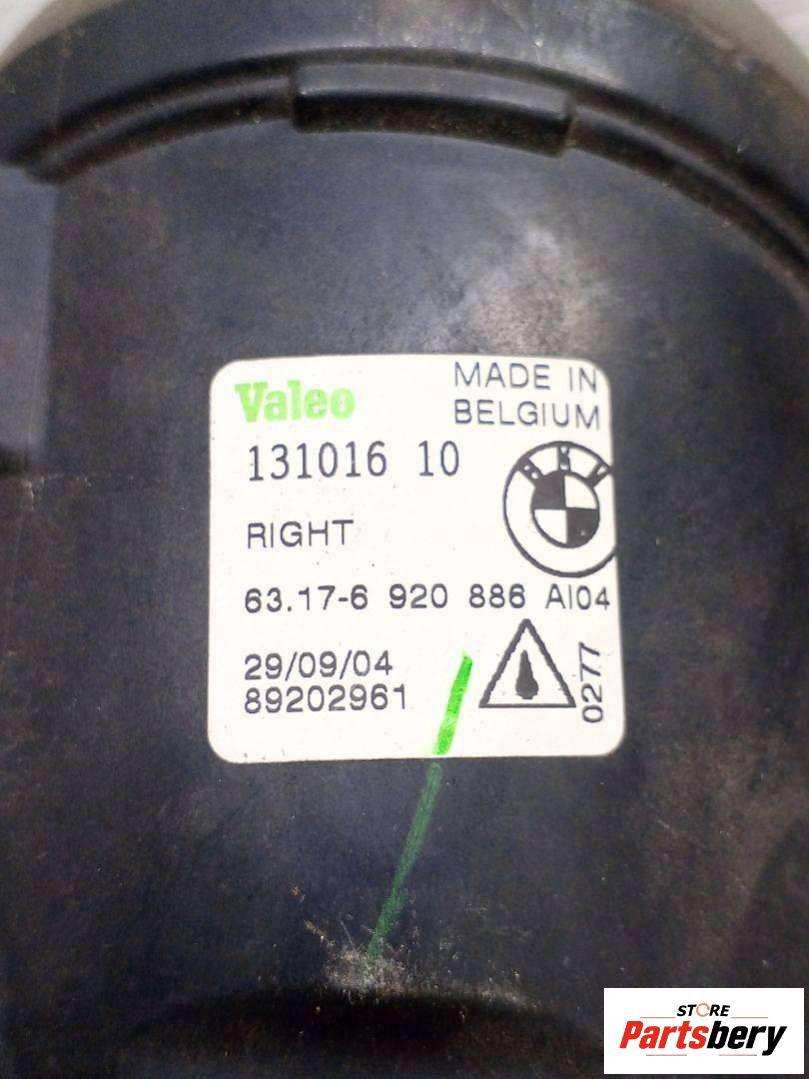 Valeo
MADE IN
BELGIUM
131016 10
BMW
RIGHT
63.17-6 920 886 AI04
29/09/04
89202961
0277
STORE
Partsbery